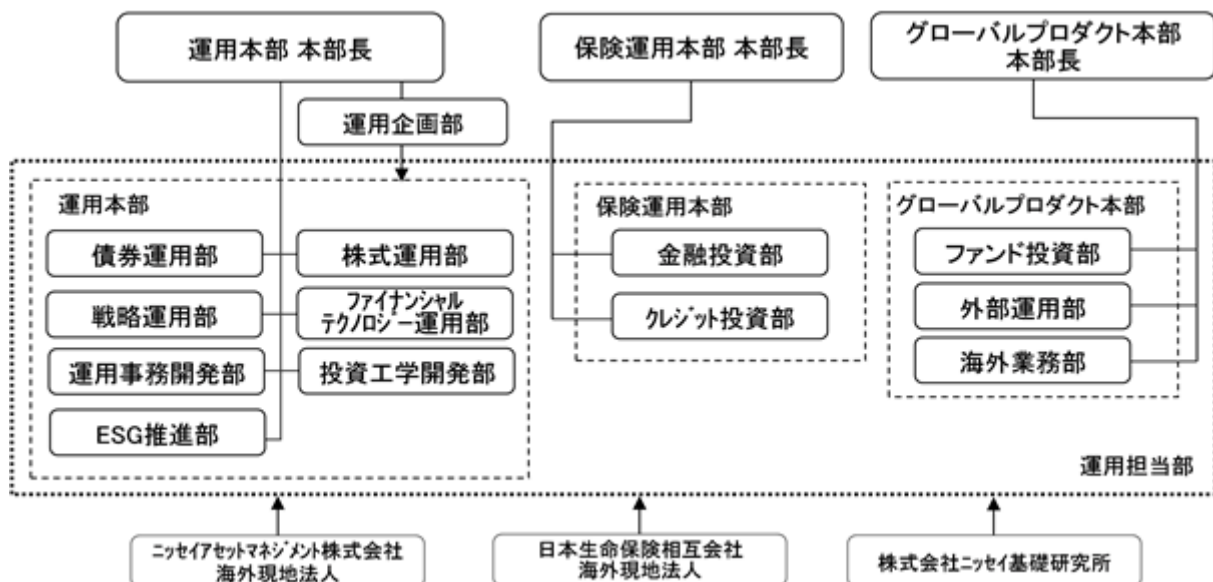 運用本部 本部長
保険運用本部 本部長
グローバルプロダクト本部
本部長
運用企画部
運用本部
債券運用部
株式運用部
戦略運用部
ファイナンシャル
テクノロジー運用部
運用事務開発部
投資工学開発部
ESG推進部
保険運用本部
金融投資部
クレジット投資部
グローバルプロダクト本部
ファンド投資部
外部運用部
海外業務部
運用担当部
ニッセイアセットマネジメント株式会社
海外現地法人
日本生命保険相互会社
海外現地法人
株式会社ニッセイ基礎研究所